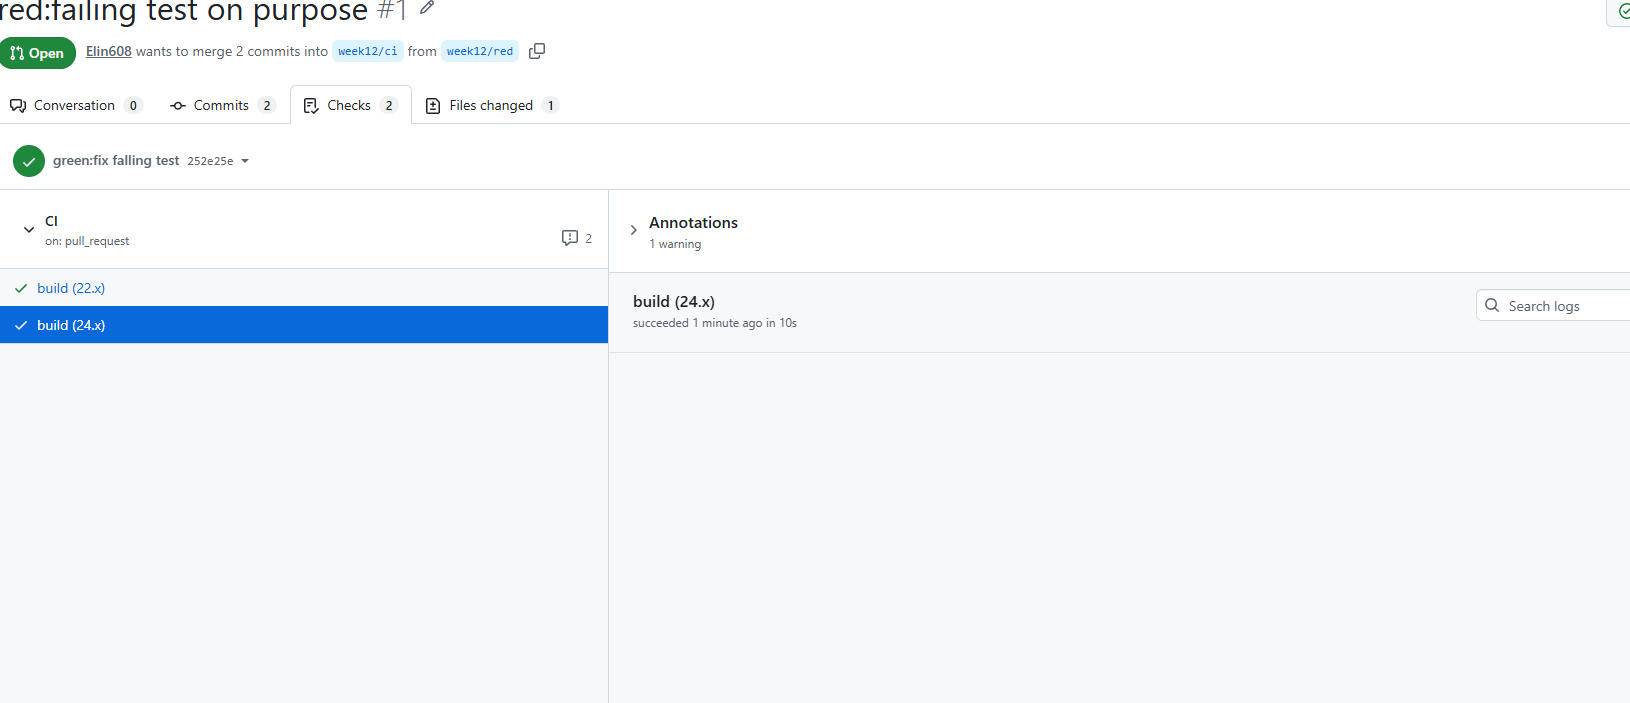 red:failing test on purpose #1
Open Elin608 wants to merge 2 commits into week12/ci from week12/red
Conversation 0 Commits 2 Checks 2 Files changed 1
green:fix falling test 252e25e
CI
on: pull_request
2
build (22.x)
build (24.x)
Annotations
1 warning
build (24.x)
succeeded 1 minute ago in 10s
Search logs